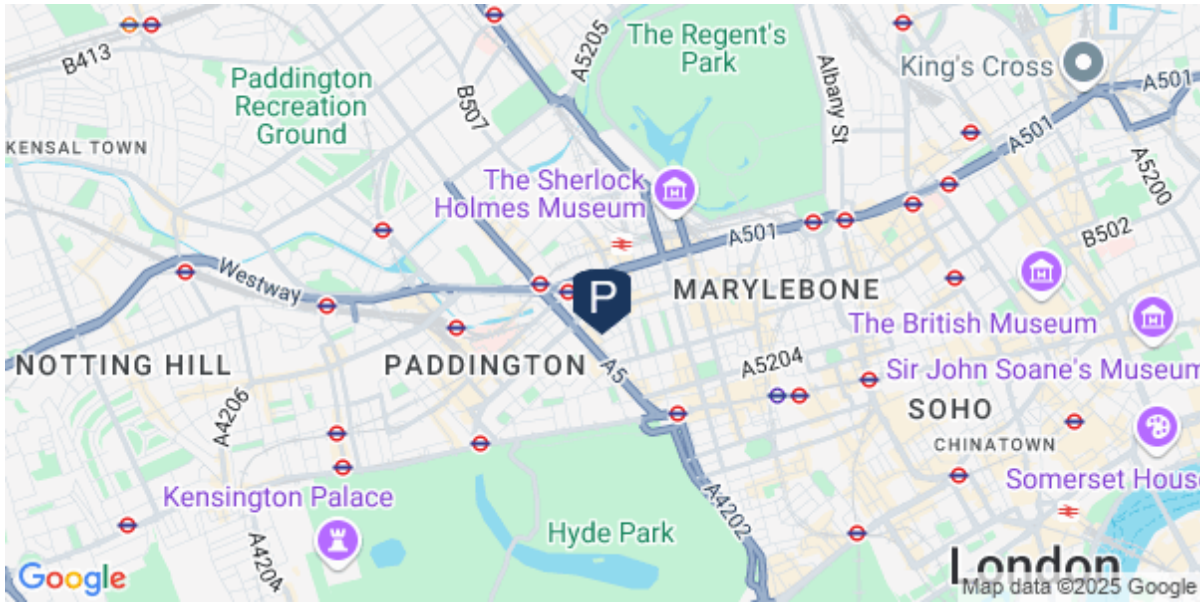 B413
A5205
The Regent's
Park
Albany St
King's Cross
A501
Paddington
Recreation
Ground
B507
KENSAL TOWN
A501
A5200
The Sherlock
Holmes Museum
A501
B502
Westway
P
MARYLEBONE
The British Museum
NOTTING HILL
PADDINGTON
A5
A5204
Sir John Soane's Museum
A4206
SOHO
CHINATOWN
Kensington Palace
Somerset House
A4202
Hyde Park
A4204
London
Google
Map data ©2025 Google